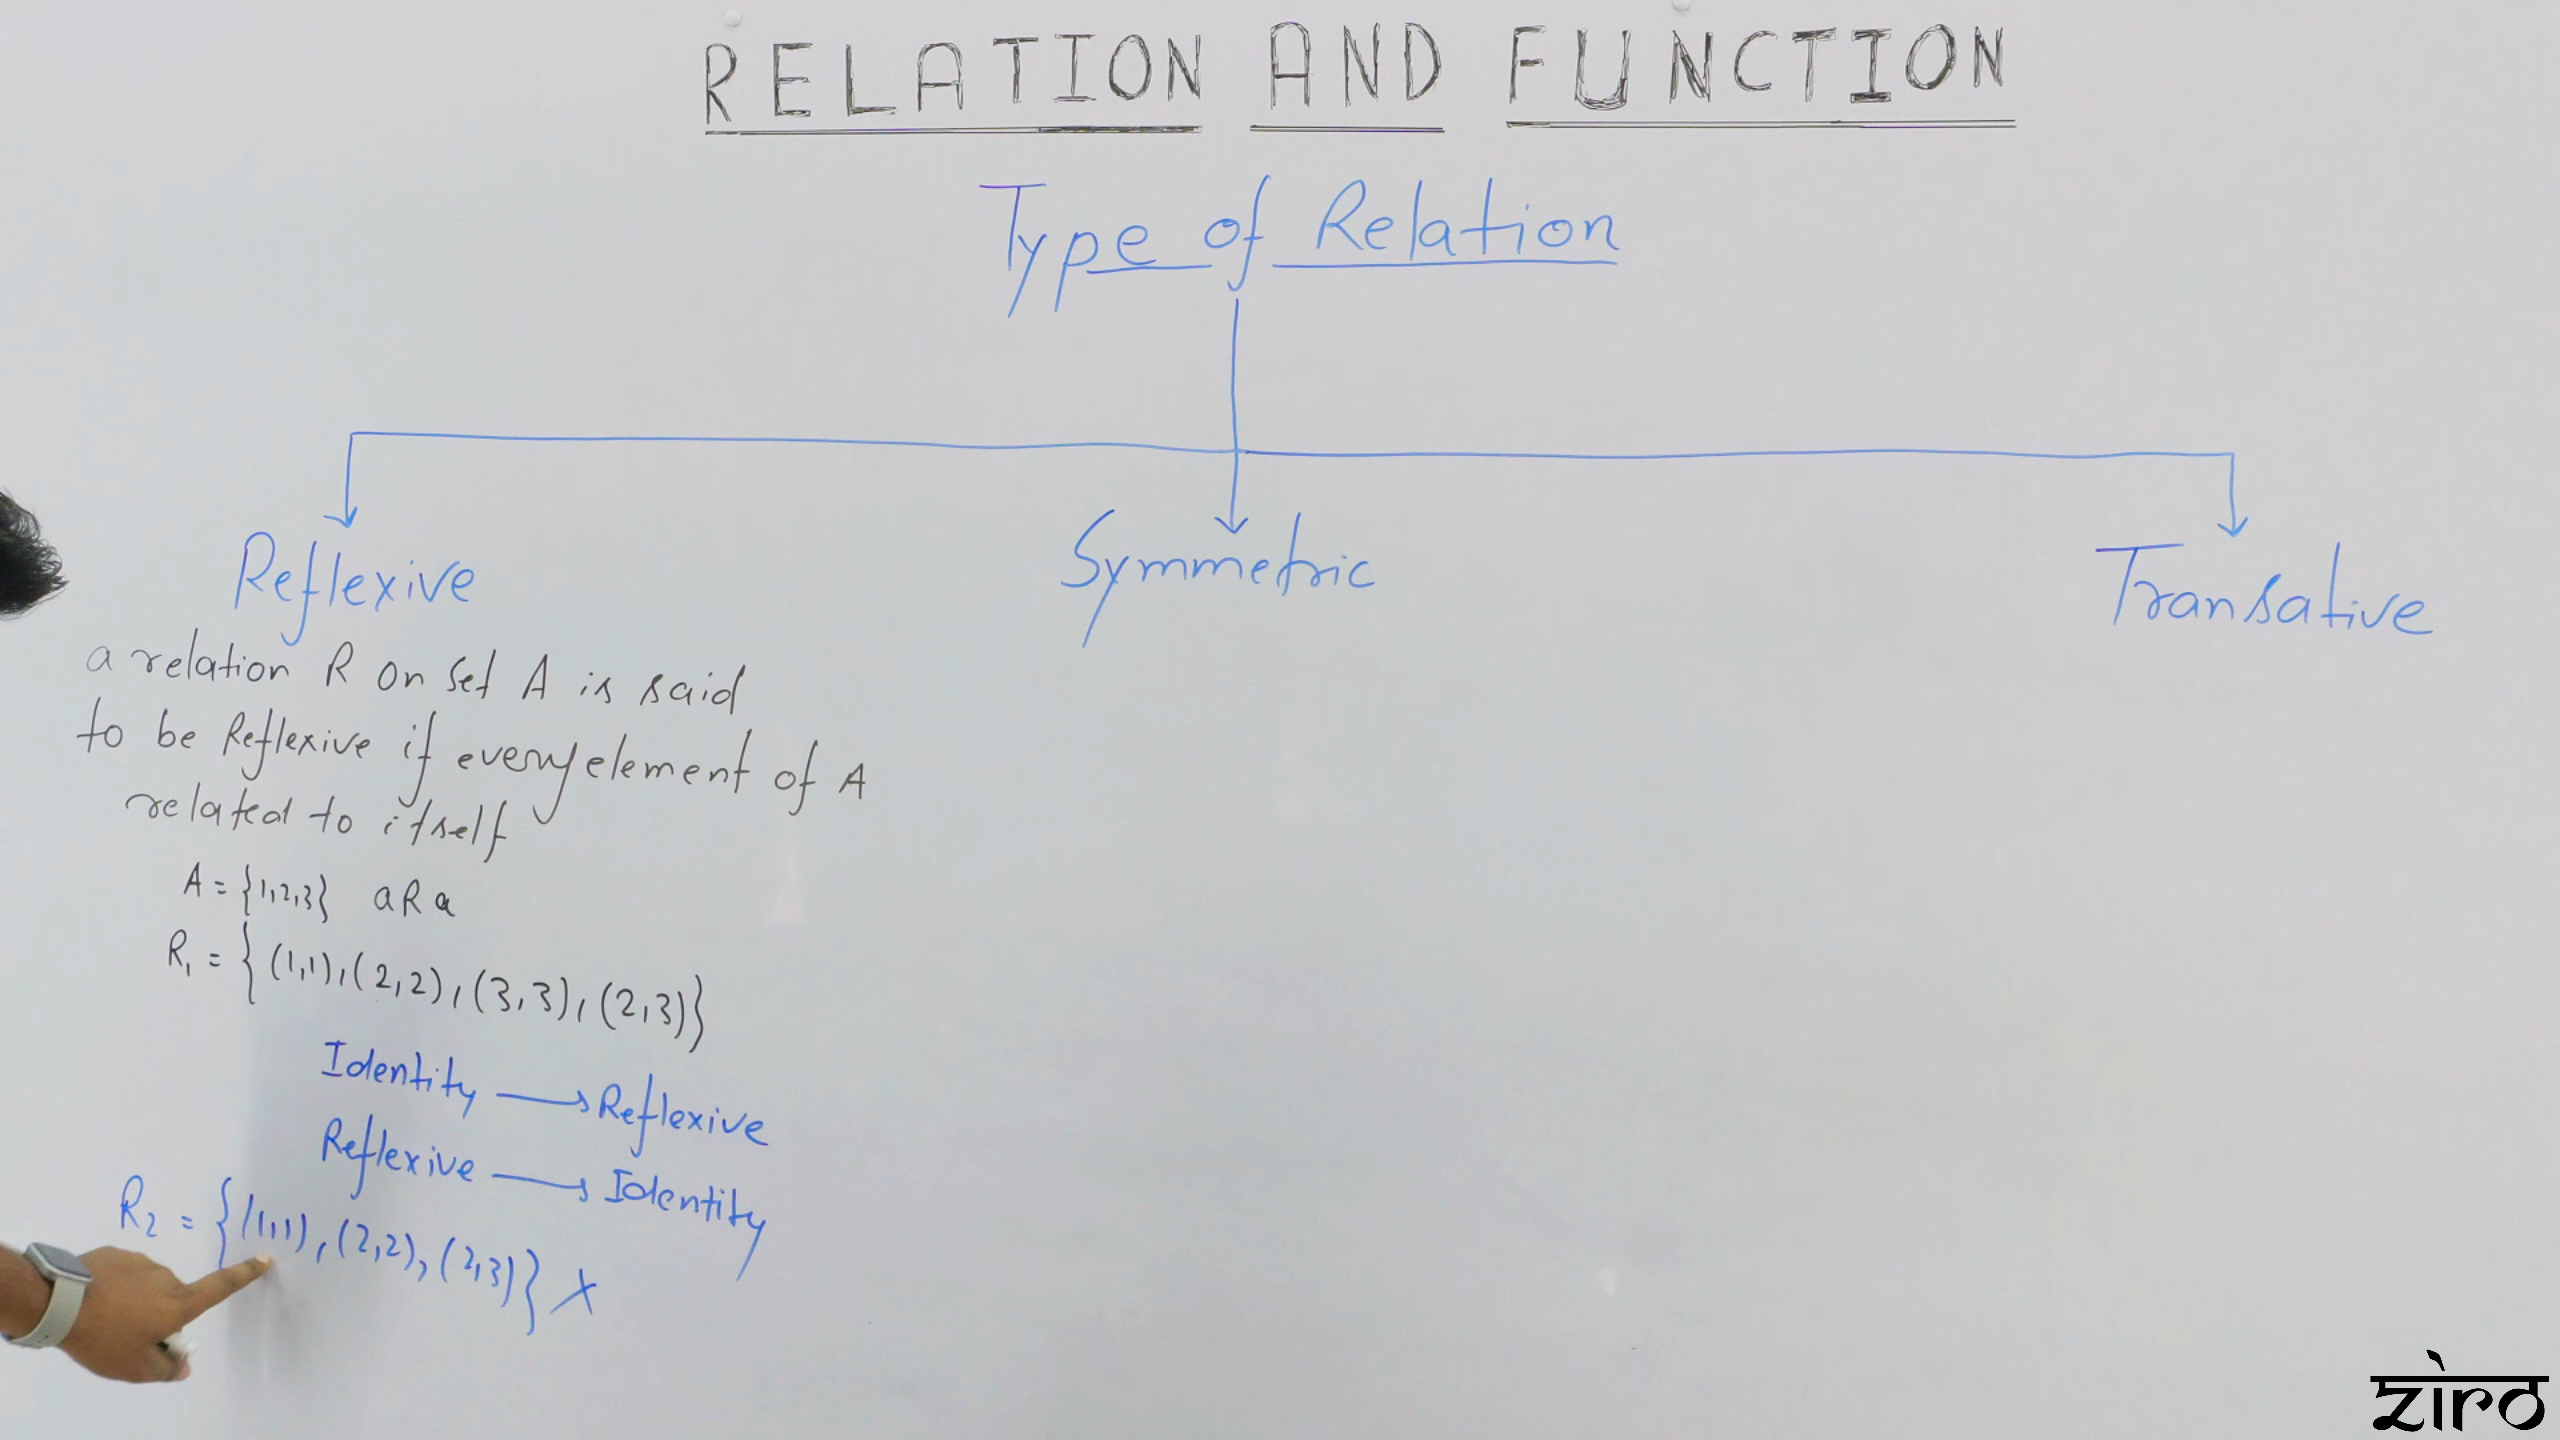 RELATION AND FUNCTION
Type of Relation
Reflexive
Symmetric
Transative
a relation R on set A is said
to be Reflexive if every element of A
related to itself
A = {1,2,3} aRa
R₁ = {(1,1),(2,2),(3,3),(2,3)}
Identity → Reflexive
Reflexive → Identity
R₂ = {(1,1),(2,2),(2,3)} X
ziro